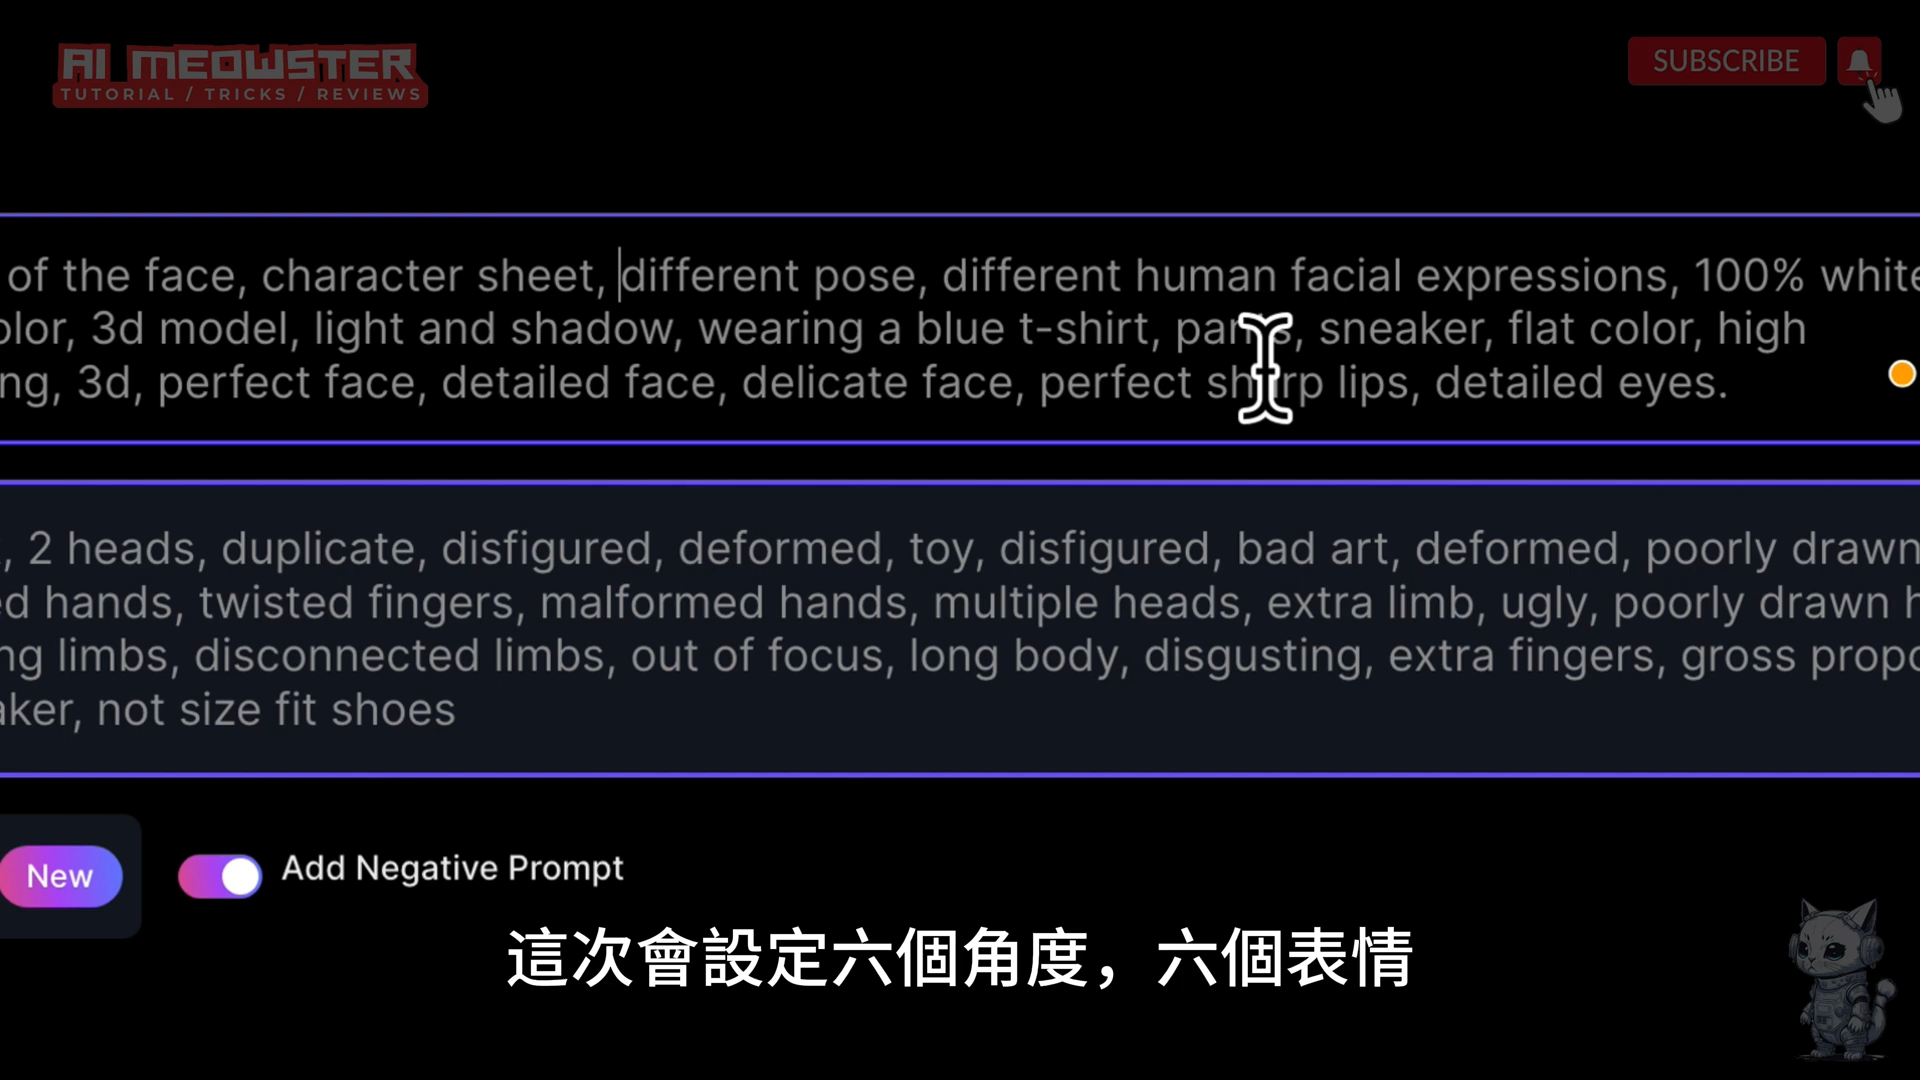 AI MEOWSTER
TUTORIAL / TRICKS / REVIEWS
SUBSCRIBE
of the face, character sheet, different pose, different human facial expressions, 100% white
olor, 3d model, light and shadow, wearing a blue t-shirt, pants, sneaker, flat color, high
ng, 3d, perfect face, detailed face, delicate face, perfect sharp lips, detailed eyes.
, 2 heads, duplicate, disfigured, deformed, toy, disfigured, bad art, deformed, poorly drawn
ed hands, twisted fingers, malformed hands, multiple heads, extra limb, ugly, poorly drawn h
ng limbs, disconnected limbs, out of focus, long body, disgusting, extra fingers, gross propo
aker, not size fit shoes
New
Add Negative Prompt
這次會設定六個角度，六個表情